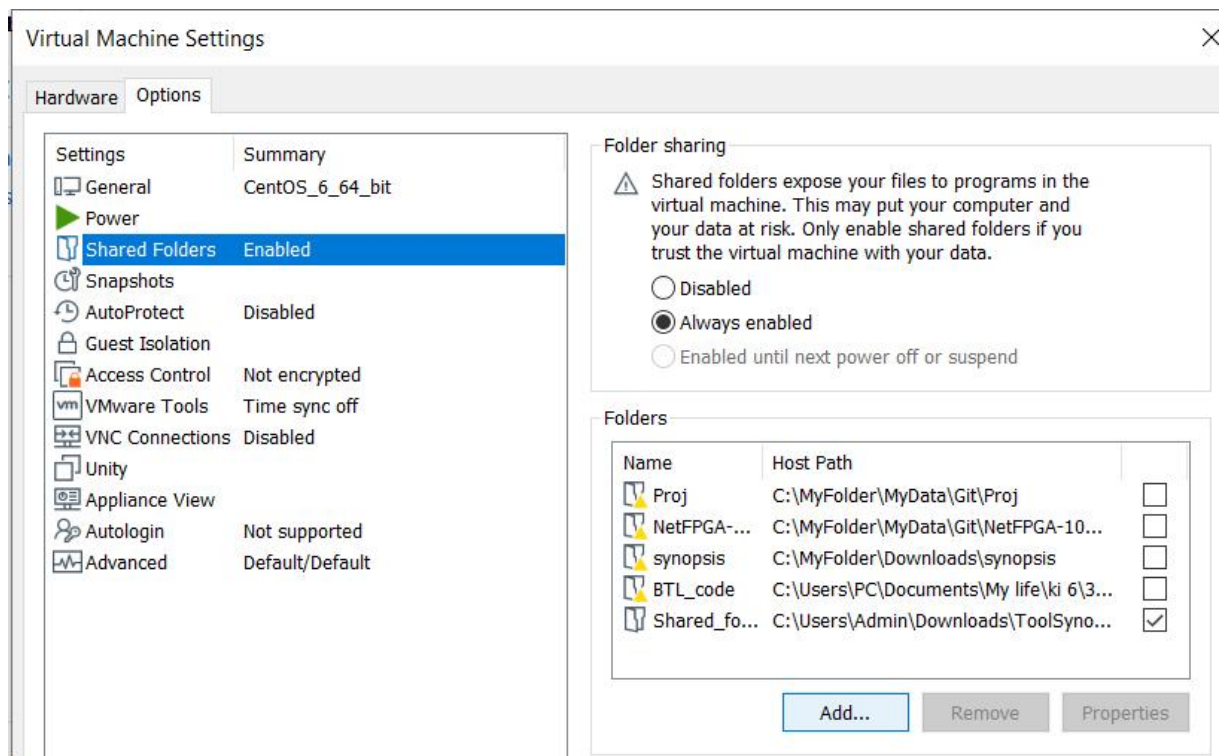 Virtual Machine Settings
Hardware Options
Settings Summary
General CentOS_6_64_bit
Power
Shared Folders Enabled
Snapshots
AutoProtect Disabled
Guest Isolation
Access Control Not encrypted
vm VMware Tools Time sync off
VNC Connections Disabled
Unity
Appliance View
Autologin Not supported
Advanced Default/Default
Folder sharing
Shared folders expose your files to programs in the
virtual machine. This may put your computer and
your data at risk. Only enable shared folders if you
trust the virtual machine with your data.
Disabled
Always enabled
Enabled until next power off or suspend
Folders
Name Host Path
Proj C:\MyFolder\MyData\Git\Proj
NetFPGA-... C:\MyFolder\MyData\Git\NetFPGA-10...
synopsis C:\MyFolder\Downloads\synopsis
BTL_code C:\Users\PC\Documents\My life\ki 6\3...
Shared_fo... C:\Users\Admin\Downloads\ToolSyno...
Add... Remove Properties